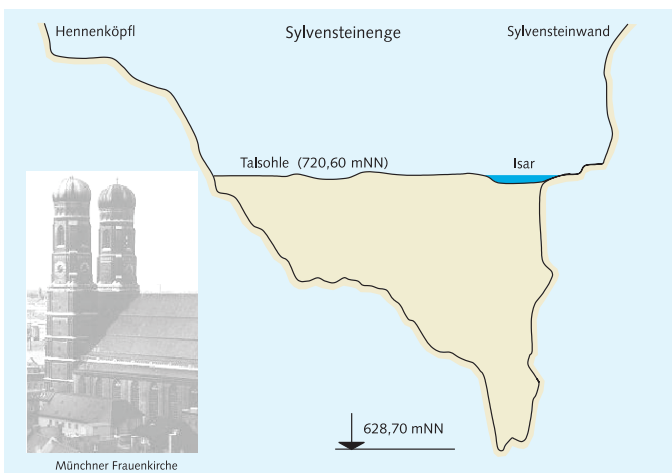 Hennenköpfl
Sylvensteinenge
Sylvensteinwand
Talsohle (720,60 mNN)
Isar
628,70 mNN
Münchner Frauenkirche